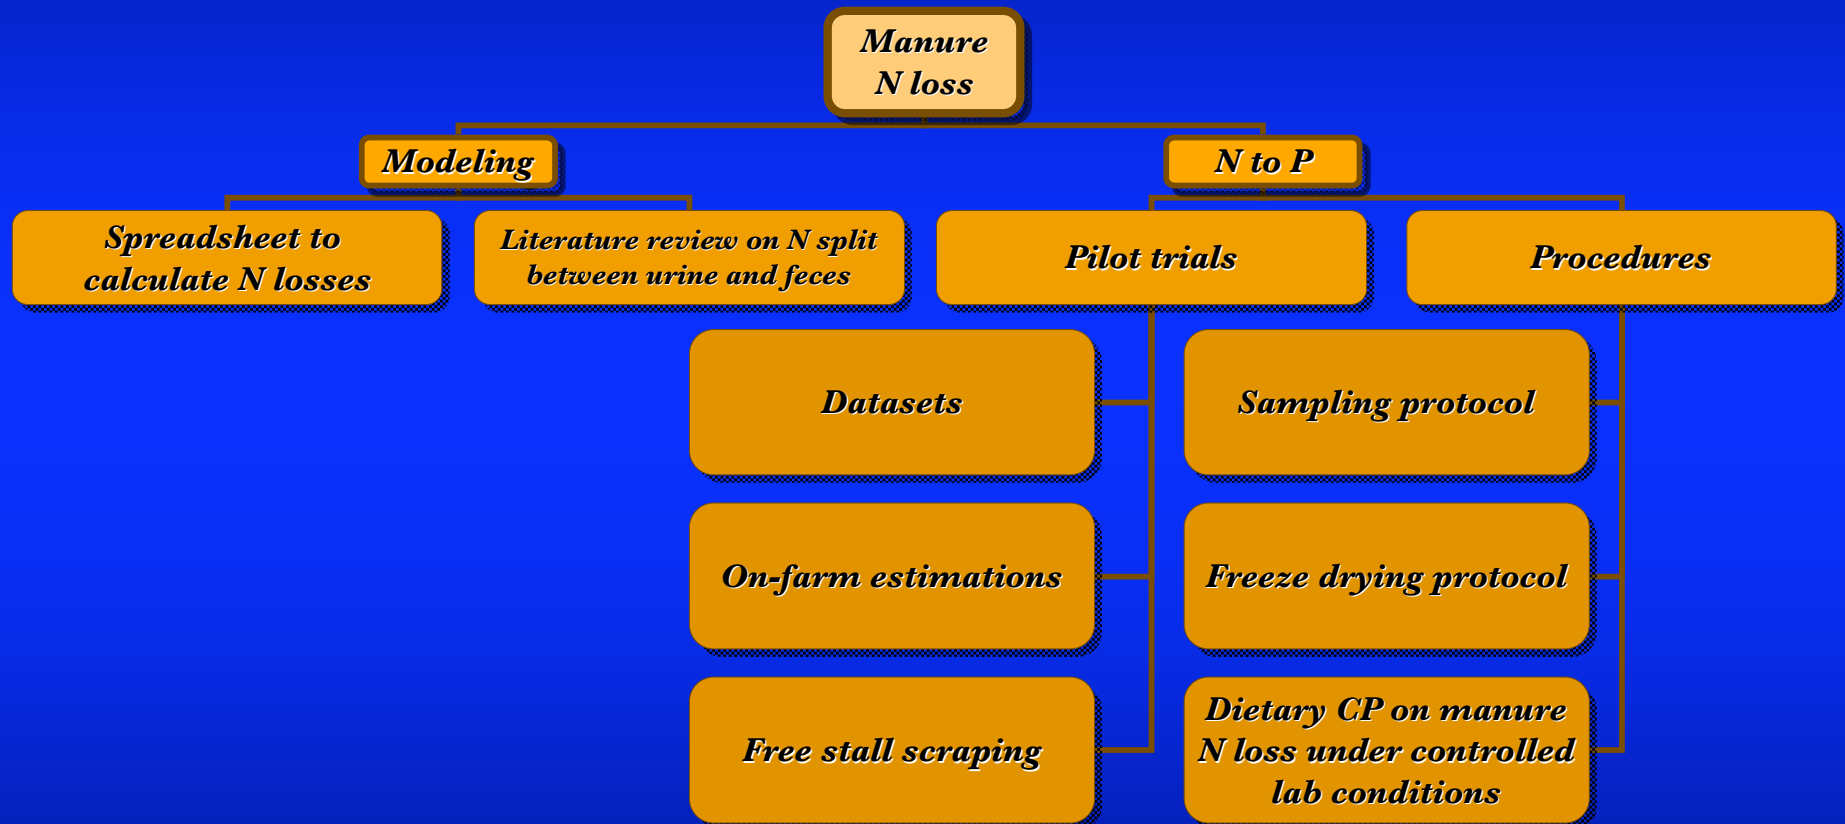 Manure
N loss
Modeling
N to P
Spreadsheet to
calculate N losses
Literature review on N split
between urine and feces
Pilot trials
Procedures
Datasets
Sampling protocol
On-farm estimations
Freeze drying protocol
Free stall scraping
Dietary CP on manure
N loss under controlled
lab conditions